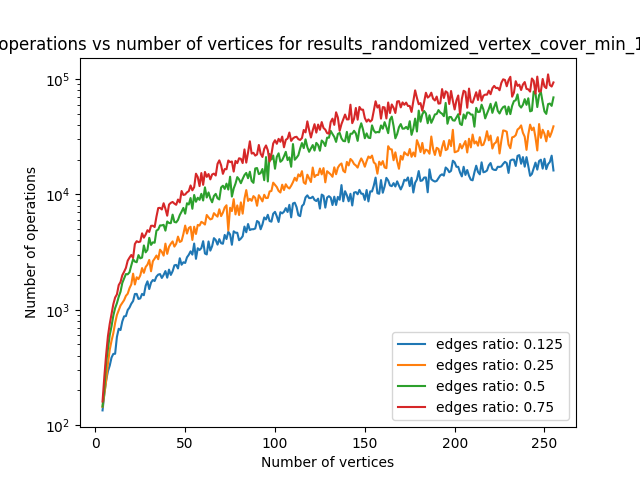 operations vs number of vertices for results_randomized_vertex_cover_min_1
Number of operations
10^5
10^4
10^3
10^2
0 50 100 150 200 250
Number of vertices
edges ratio: 0.125
edges ratio: 0.25
edges ratio: 0.5
edges ratio: 0.75